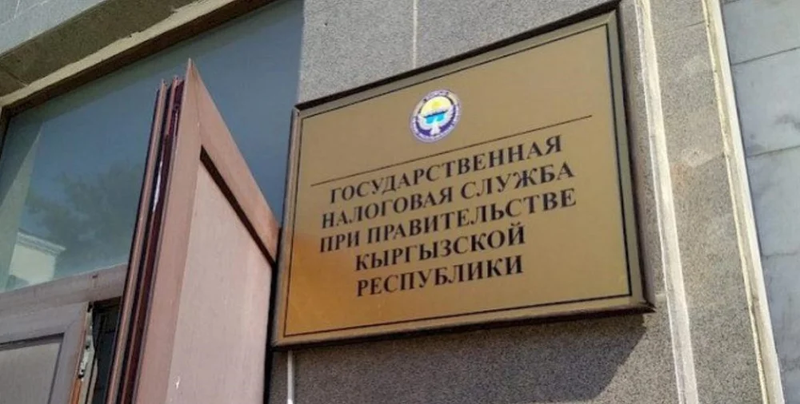 ГОСУДАРСТВЕННАЯ
НАЛОГОВАЯ СЛУЖБА
ПРИ ПРАВИТЕЛЬСТВЕ
КЫРГЫЗСКОЙ
РЕСПУБЛИКИ